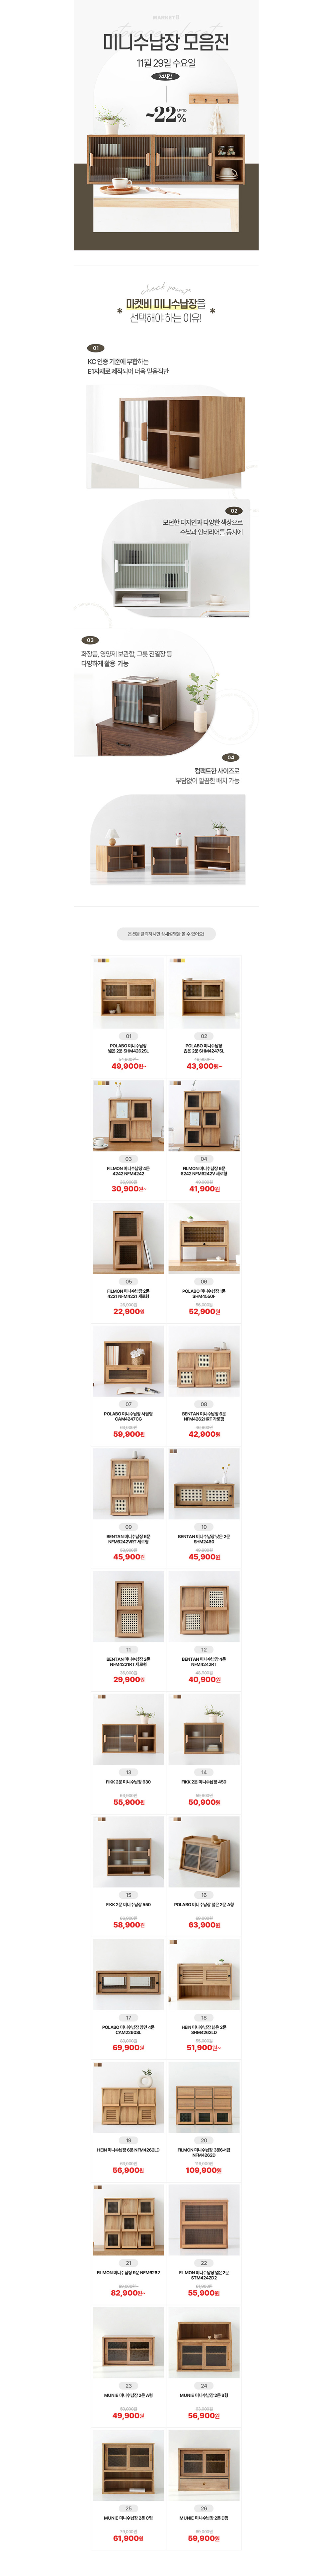 MARKET B
미니수납장 모음전
11월 29일 수요일
24시간
~22%
UP TO
check point
마켓비 미니수납장을
* 선택해야 하는 이유! *
01
KC 인증 기준에 부합하는
E1자재로 제작되어 더욱 믿음직한
02
모던한 디자인과 다양한 색상으로
수납과 인테리어를 동시에
03
화장품, 영양제 보관함, 그릇 진열장 등
다양하게 활용 가능
04
컴팩트한 사이즈로
부담없이 깔끔한 배치 가능
옵션을 클릭하시면 상세설명을 볼 수 있어요!
01
POLABO 미니수납장
넓은 2문 SHM4262SL
49,900원~
02
POLABO 미니수납장
좁은 2문 SHM4247SL
43,900원~
03
FILMON 미니수납장 4문
4242 NFM4242
30,900원~
04
FILMON 미니수납장 6문
6242 NFM6242V 세로형
41,900원
05
FILMON 미니수납장 2문
4221 NFM4221 세로형
22,900원
06
POLABO 미니수납장 1문
SHM4550F
52,900원
07
POLABO 미니수납장 서랍형
CAM4247CG
59,900원
08
BENTAN 미니수납장 6문
NFM4262HRT 가로형
42,900원
09
BENTAN 미니수납장 6문
NFM6242VRT 세로형
45,900원
10
BENTAN 미니수납장 낮은 2문
SHM2460
45,900원
11
BENTAN 미니수납장 2문
NFM4221RT 세로형
29,900원
12
BENTAN 미니수납장 4문
NFM4242RT
40,900원
13
FIKK 2문 미니수납장 630
55,900원
14
FIKK 2문 미니수납장 450
50,900원
15
FIKK 2문 미니수납장 550
58,900원
16
POLABO 미니수납장 넓은 2문 A형
63,900원
17
POLABO 미니수납장 양면 4문
CAM2260SL
69,900원
18
HEIN 미니수납장 넓은 2문
SHM4262LD
51,900원~
19
HEIN 미니수납장 6문 NFM4262LD
56,900원
20
FILMON 미니수납장 3문6서랍
NFM4262D
109,900원
21
FILMON 미니수납장 9문 NFM6262
82,900원~
22
FILMON 미니수납장 넓은2문
STM4242D2
55,900원
23
MUNIE 미니수납장 2문 A형
49,900원
24
MUNIE 미니수납장 2문 B형
56,900원
25
MUNIE 미니수납장 2문 C형
61,900원
26
MUNIE 미니수납장 2문 D형
59,900원